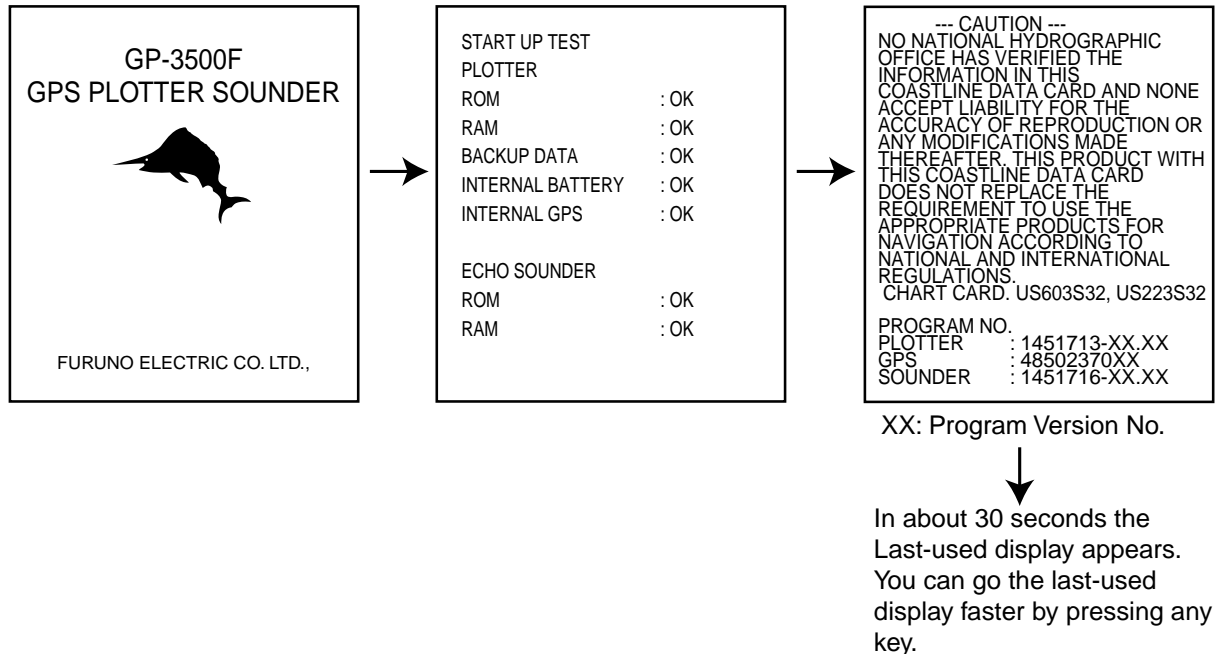 GP-3500F
GPS PLOTTER SOUNDER
FURUNO ELECTRIC CO. LTD.,
START UP TEST
PLOTTER
ROM : OK
RAM : OK
BACKUP DATA : OK
INTERNAL BATTERY : OK
INTERNAL GPS : OK
ECHO SOUNDER
ROM : OK
RAM : OK
--- CAUTION ---
NO NATIONAL HYDROGRAPHIC
OFFICE HAS VERIFIED THE
INFORMATION IN THIS
COASTLINE DATA CARD AND NONE
ACCEPT LIABILITY FOR THE
ACCURACY OF REPRODUCTION OR
ANY MODIFICATIONS MADE
THEREAFTER. THIS PRODUCT WITH
THIS COASTLINE DATA CARD
DOES NOT REPLACE THE
REQUIREMENT TO USE THE
APPROPRIATE PRODUCTS FOR
NAVIGATION ACCORDING TO
NATIONAL AND INTERNATIONAL
REGULATIONS.
CHART CARD. US603S32, US223S32
PROGRAM NO.
PLOTTER : 1451713-XX.XX
GPS : 48502370XX
SOUNDER : 1451716-XX.XX
XX: Program Version No.
In about 30 seconds the
Last-used display appears.
You can go the last-used
display faster by pressing any
key.